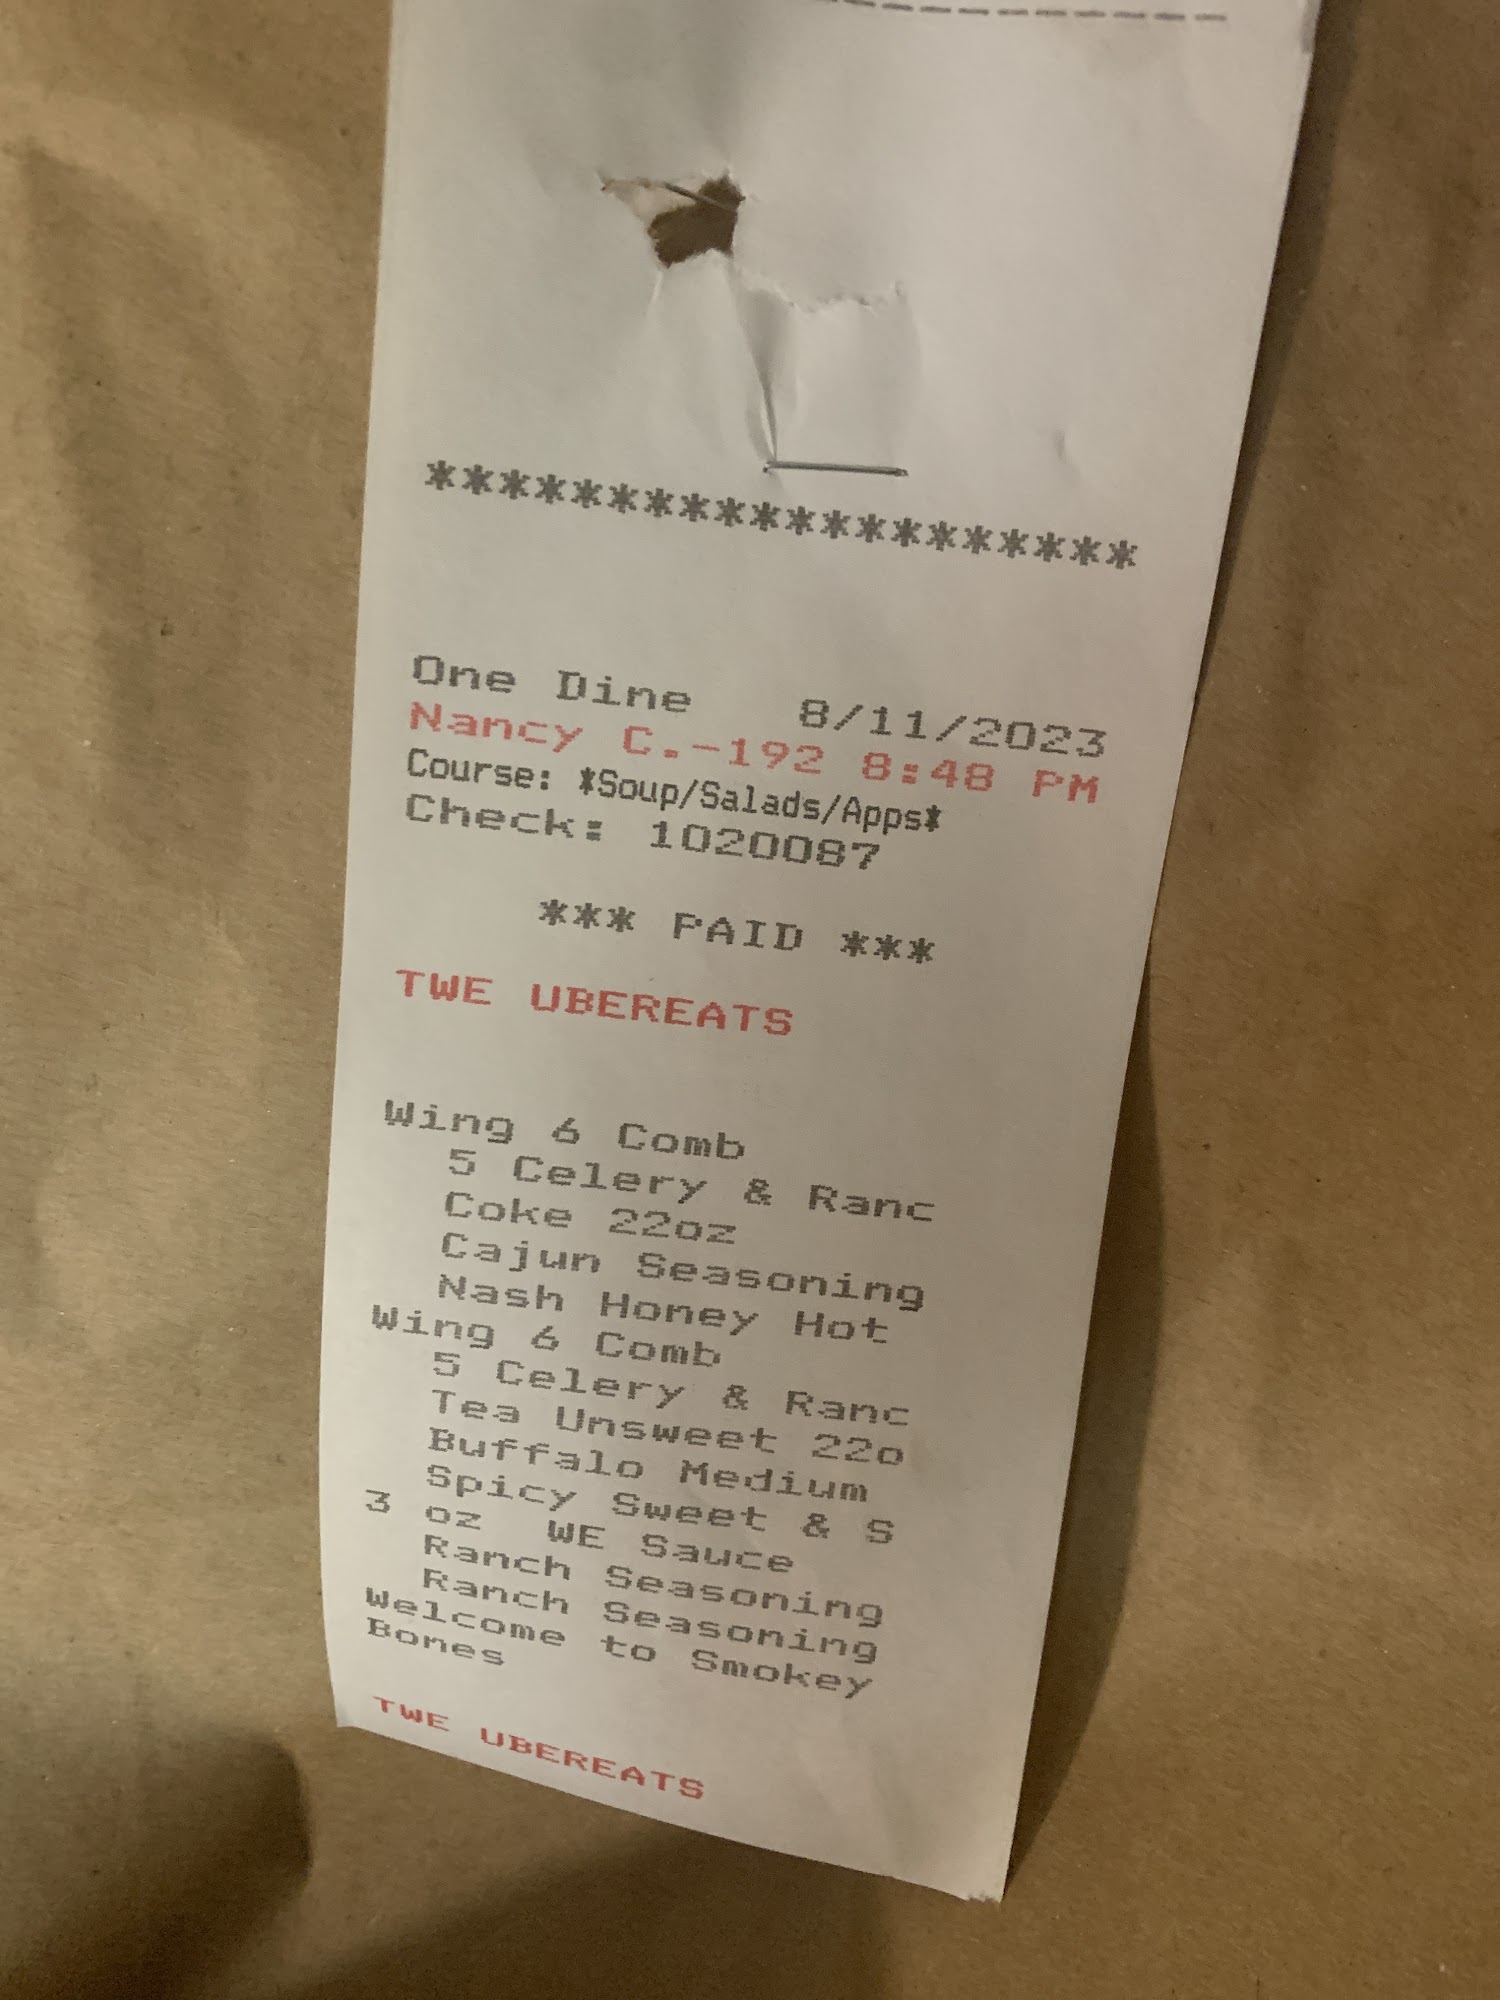 ********************
One Dine 8/11/2023
Nancy C.-192 8:48 PM
Course: *Soup/Salads/Apps*
Check: 1020087
*** PAID ***
TWE UBEREATS
Wing 6 Comb
5 Celery & Ranc
Coke 22oz
Cajun Seasoning
Nash Honey Hot
Wing 6 Comb
5 Celery & Ranc
Tea Unsweet 22o
Buffalo Medium
Spicy Sweet & S
3 oz WE Sauce
Ranch Seasoning
Ranch Seasoning
Welcome to Smokey
Bones
TWE UBEREATS